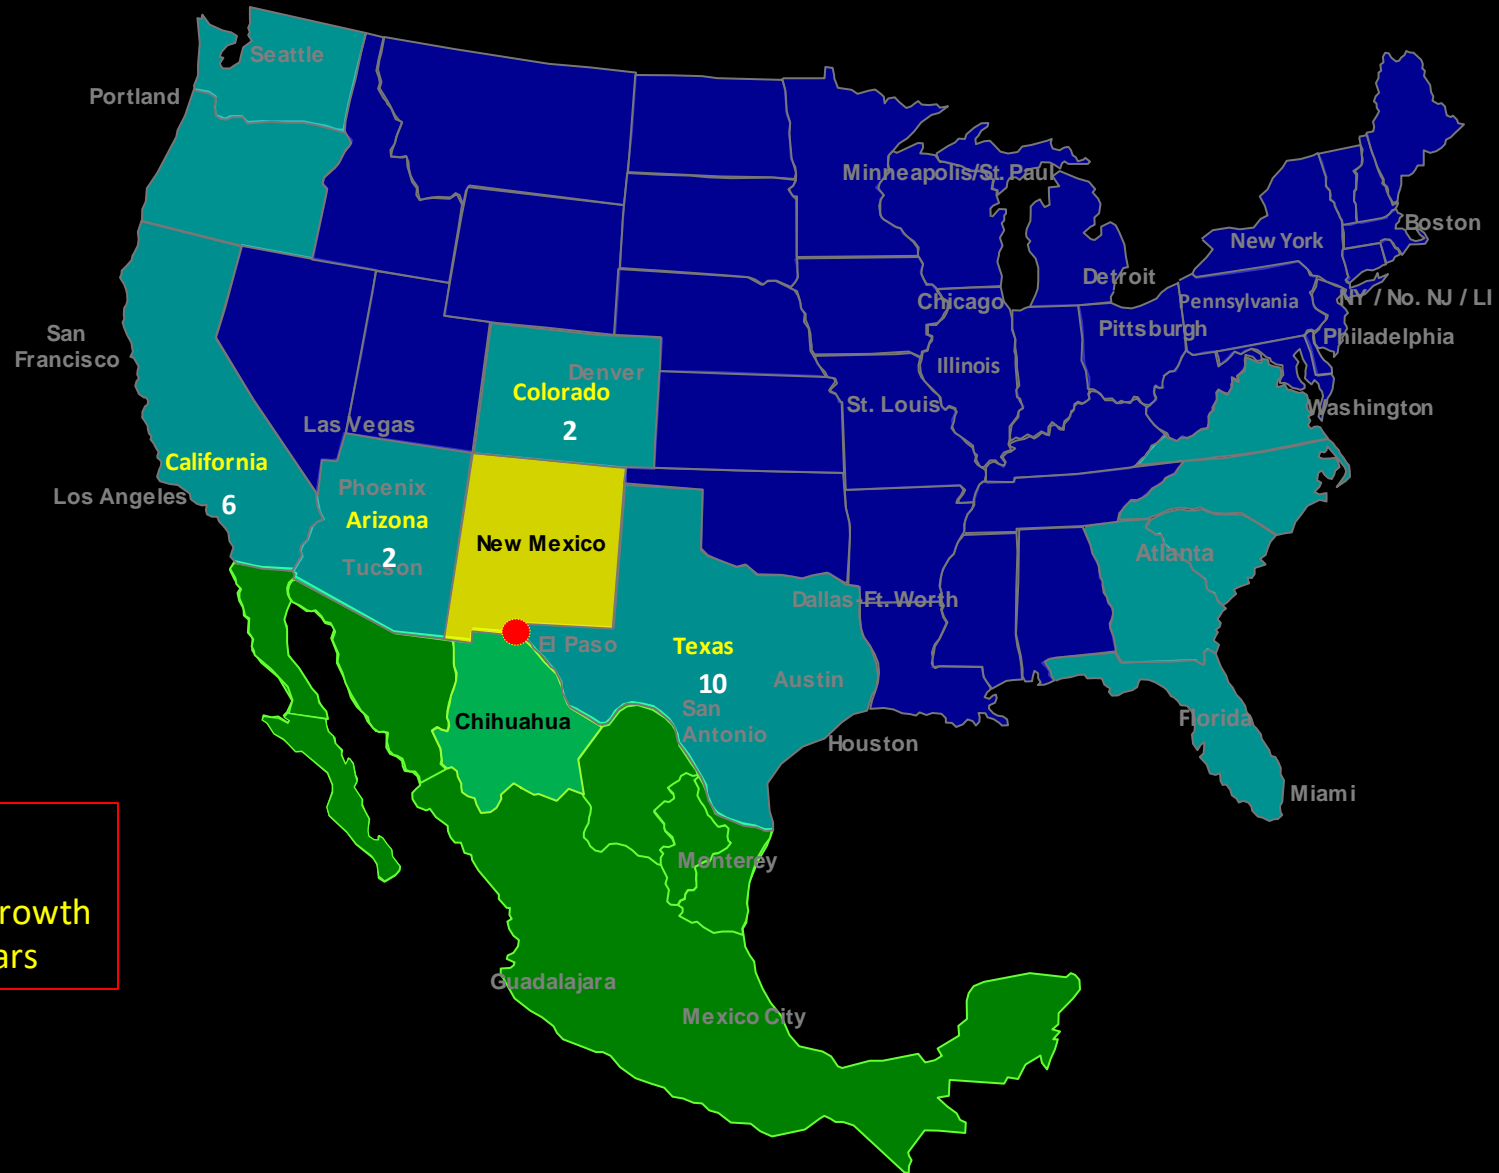 Seattle
Portland
Minneapolis/St. Paul
Boston
New York
Detroit
NY / No. NJ / LI
Chicago
Pennsylvania
Pittsburgh
Philadelphia
San
Francisco
Illinois
Denver
Colorado
2
St. Louis
Washington
Las Vegas
California
6
Los Angeles
Phoenix
Arizona
2
Tucson
New Mexico
Atlanta
Dallas-Ft. Worth
El Paso
Texas
10
Austin
San
Antonio
Chihuahua
Houston
Florida
Miami
Monterey
rowth
ars
Guadalajara
Mexico City